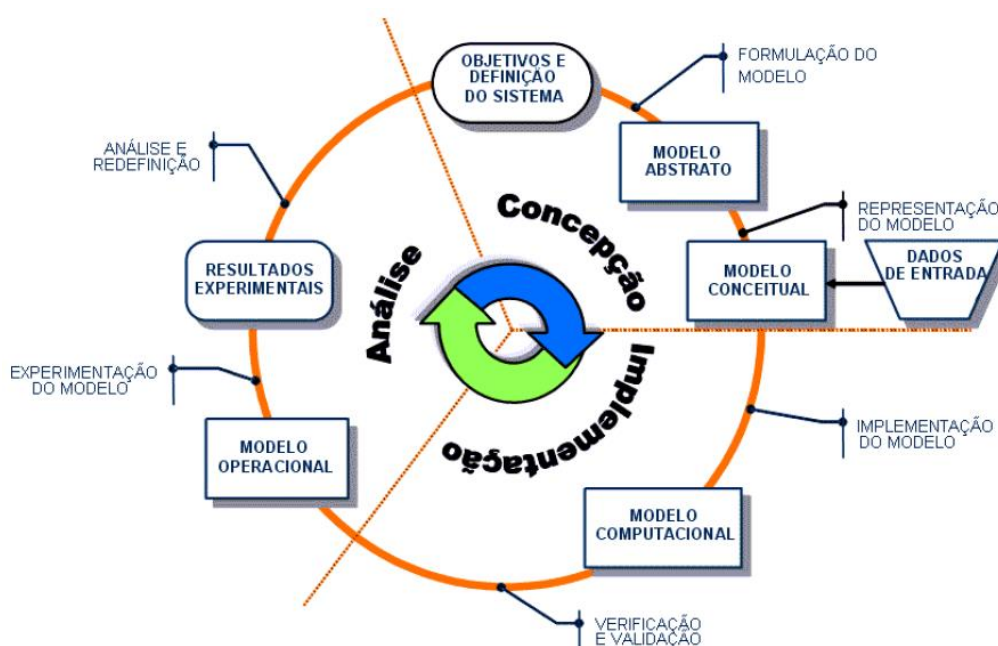 OBJETIVOS E
DEFINIÇÃO
DO SISTEMA
FORMULAÇÃO DO
MODELO
MODELO
ABSTRATO
REPRESENTAÇÃO
DO MODELO
DADOS
DE ENTRADA
MODELO
CONCEITUAL
IMPLEMENTAÇÃO
DO MODELO
MODELO
COMPUTACIONAL
VERIFICAÇÃO
E VALIDAÇÃO
MODELO
OPERACIONAL
EXPERIMENTAÇÃO
DO MODELO
RESULTADOS
EXPERIMENTAIS
ANÁLISE E
REDEFINIÇÃO
Concepção
Implementação
Análise